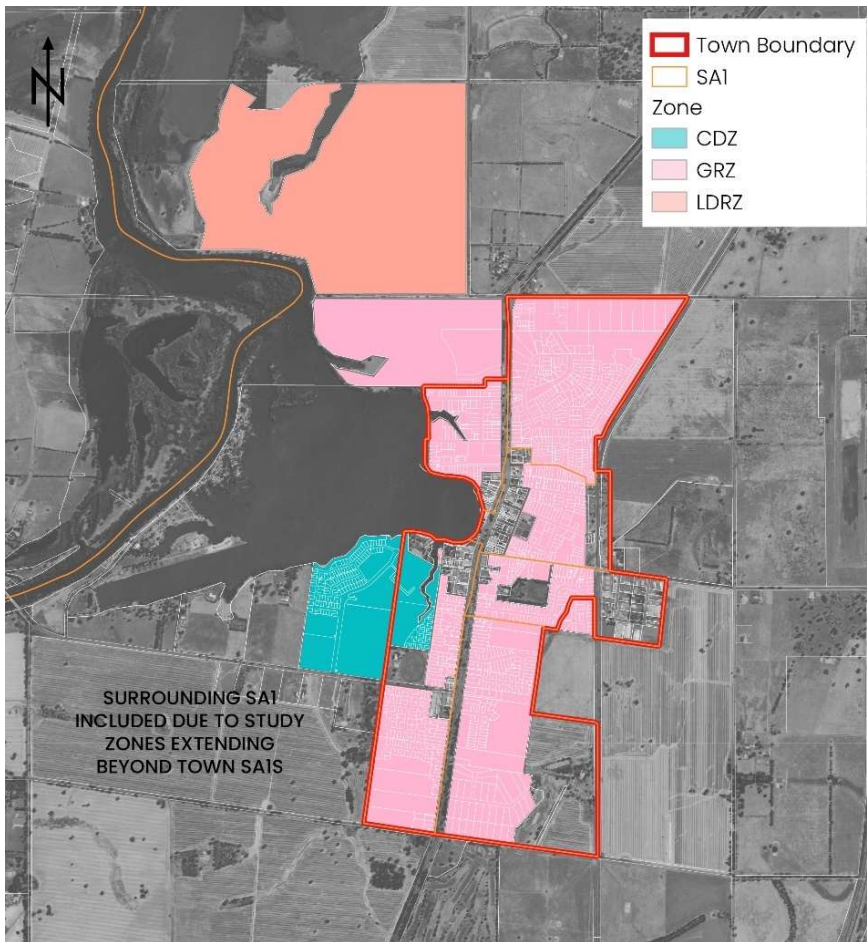 N
Town Boundary
SA1
Zone
CDZ
GRZ
LDRZ
SURROUNDING SA1
INCLUDED DUE TO STUDY
ZONES EXTENDING
BEYOND TOWN SA1S